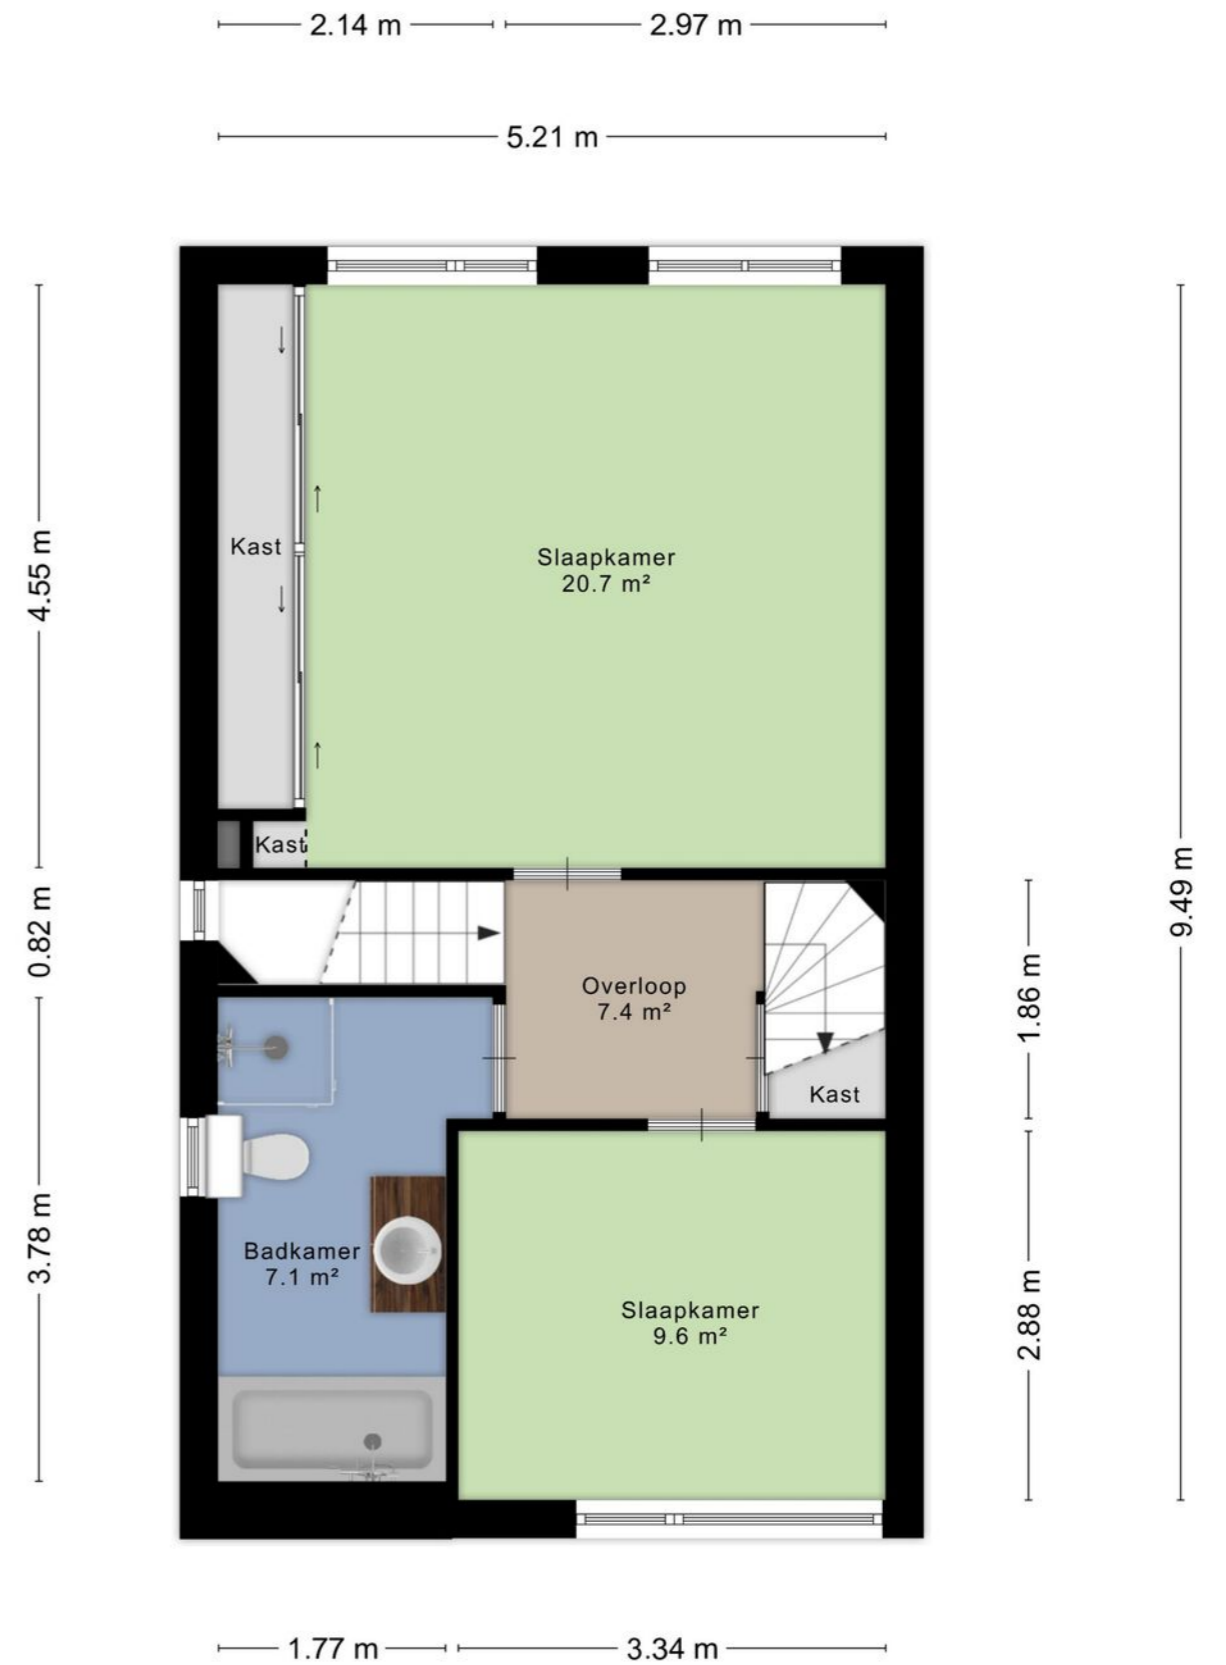 2.14 m
2.97 m
5.21 m
4.55 m
0.82 m
3.78 m
9.49 m
1.86 m
2.88 m
Kast
Slaapkamer
20.7 m²
Kast
Overloop
7.4 m²
Kast
Badkamer
7.1 m²
Slaapkamer
9.6 m²
1.77 m
3.34 m